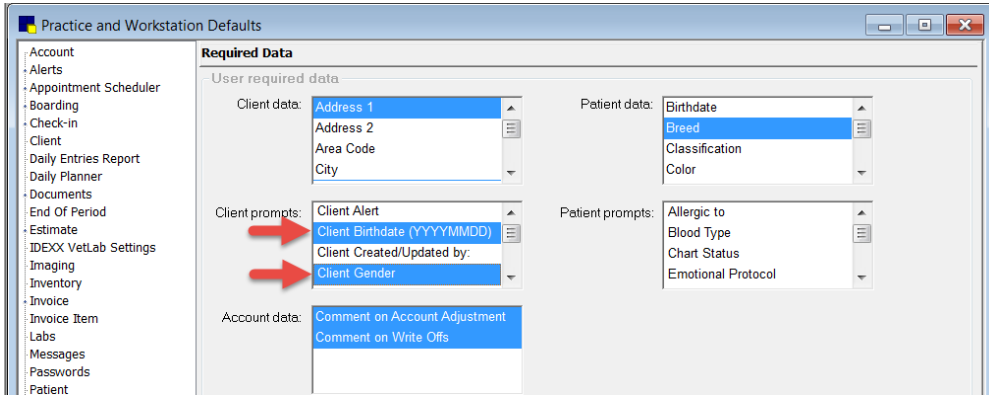 Practice and Workstation Defaults
Account
Alerts
Appointment Scheduler
Boarding
Check-in
Client
Daily Entries Report
Daily Planner
Documents
End Of Period
Estimate
IDEXX VetLab Settings
Imaging
Inventory
Invoice
Invoice Item
Labs
Messages
Passwords
Patient
Required Data
User required data
Client data:
Address 1
Address 2
Area Code
City
Patient data:
Birthdate
Breed
Classification
Color
Client prompts:
Client Alert
Client Birthdate (YYYYMMDD)
Client Created/Updated by:
Client Gender
Patient prompts:
Allergic to
Blood Type
Chart Status
Emotional Protocol
Account data:
Comment on Account Adjustment
Comment on Write Offs